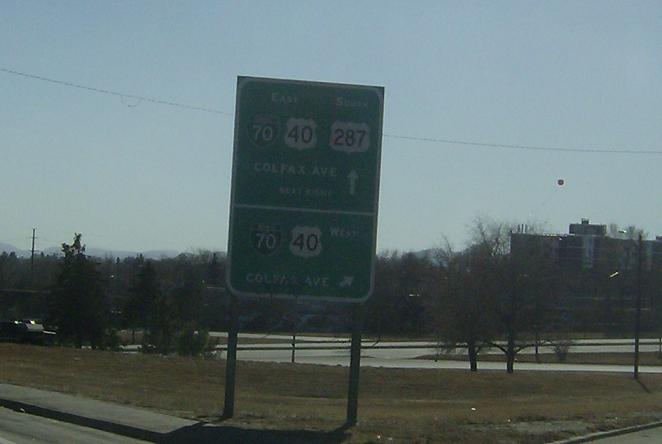 EAST SOUTH
70 40 287
COLFAX AVE
NEXT RIGHT
70 40 WEST
COLFAX AVE